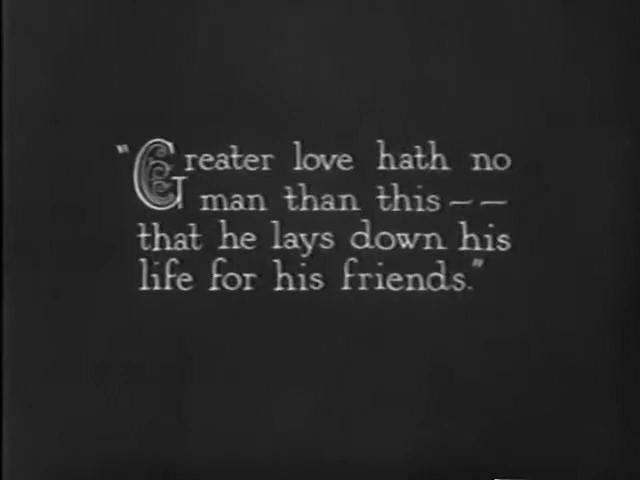 "Greater love hath no
man than this——
that he lays down his
life for his friends."